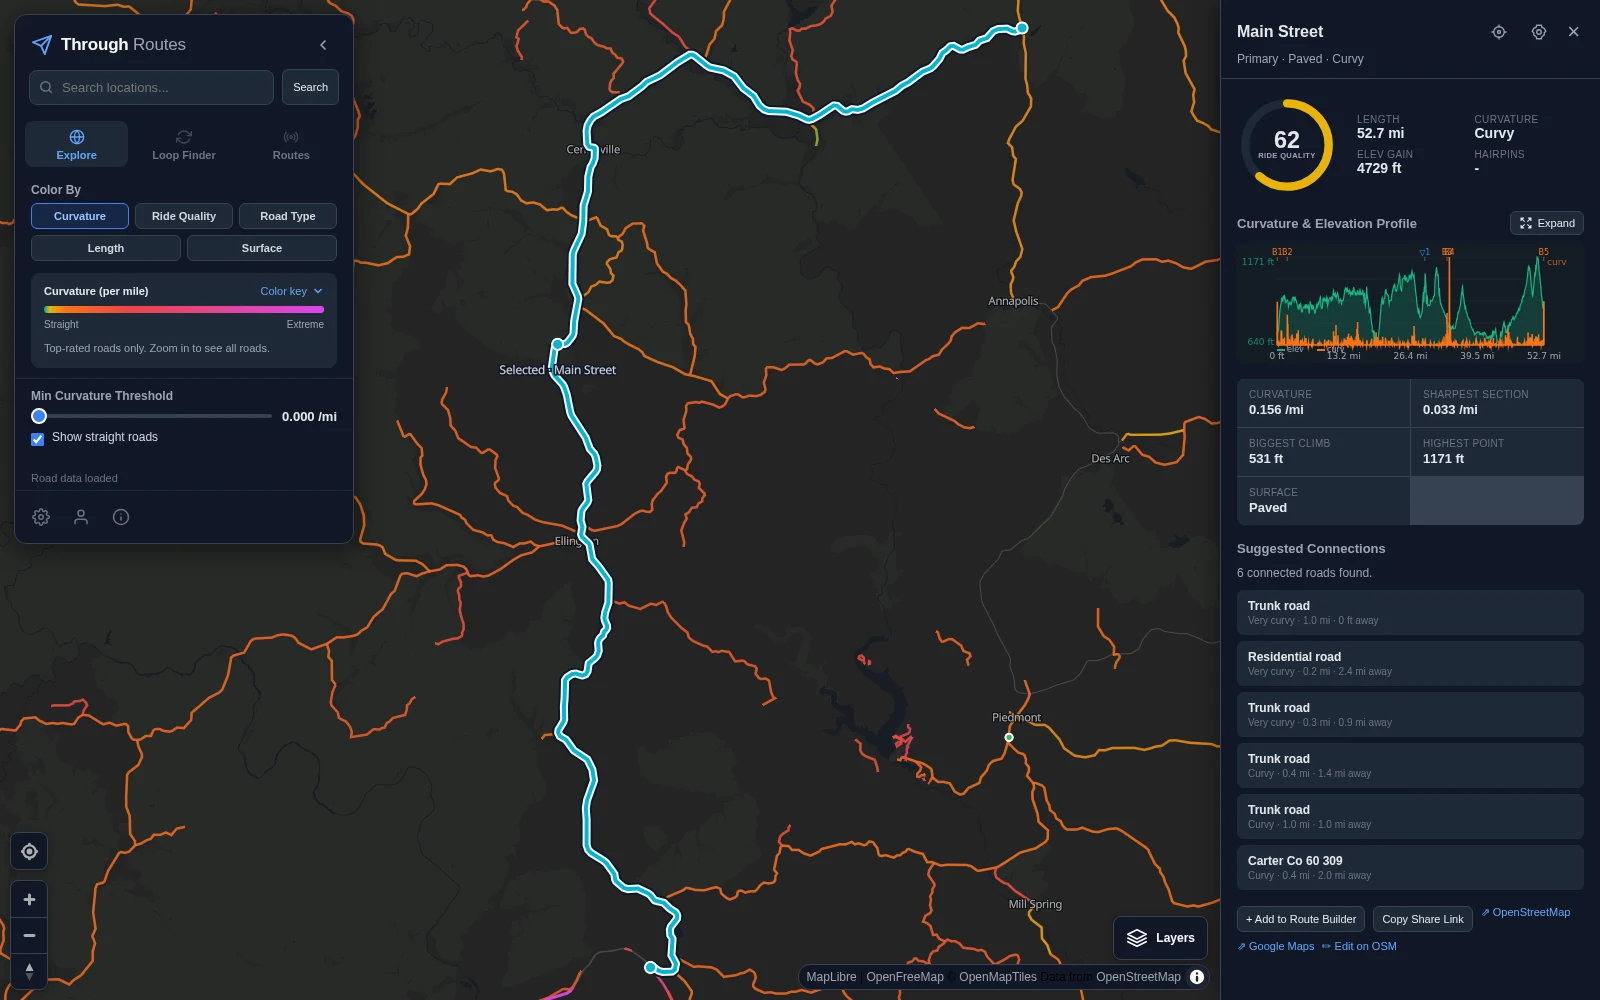 Through Routes
Search locations...
Search
Explore
Loop Finder
Routes
Color By
Curvature
Ride Quality
Road Type
Length
Surface
Curvature (per mile)
Color key
Straight
Extreme
Top-rated roads only. Zoom in to see all roads.
Min Curvature Threshold
0.000 /mi
Show straight roads
Road data loaded
Annapolis
Selected · Main Street
Des Arc
Piedmont
Mill Spring
Layers
MapLibre | OpenFreeMap © OpenMapTiles Data from OpenStreetMap
Main Street
Primary · Paved · Curvy
62
RIDE QUALITY
LENGTH
52.7 mi
CURVATURE
Curvy
ELEV GAIN
4729 ft
HAIRPINS
-
Curvature & Elevation Profile
Expand
B1B2
▽1
B5
1171 ft
curv
640 ft
elev
0 ft
13.2 mi
26.4 mi
39.5 mi
52.7 mi
CURVATURE
0.156 /mi
SHARPEST SECTION
0.033 /mi
BIGGEST CLIMB
531 ft
HIGHEST POINT
1171 ft
SURFACE
Paved
Suggested Connections
6 connected roads found.
Trunk road
Very curvy · 1.0 mi · 0 ft away
Residential road
Very curvy · 0.2 mi · 2.4 mi away
Trunk road
Very curvy · 0.3 mi · 0.9 mi away
Trunk road
Curvy · 0.4 mi · 1.4 mi away
Trunk road
Curvy · 1.0 mi · 1.0 mi away
Carter Co 60 309
Curvy · 0.4 mi · 2.0 mi away
+ Add to Route Builder
Copy Share Link
⇗ OpenStreetMap
⇗ Google Maps
✏ Edit on OSM